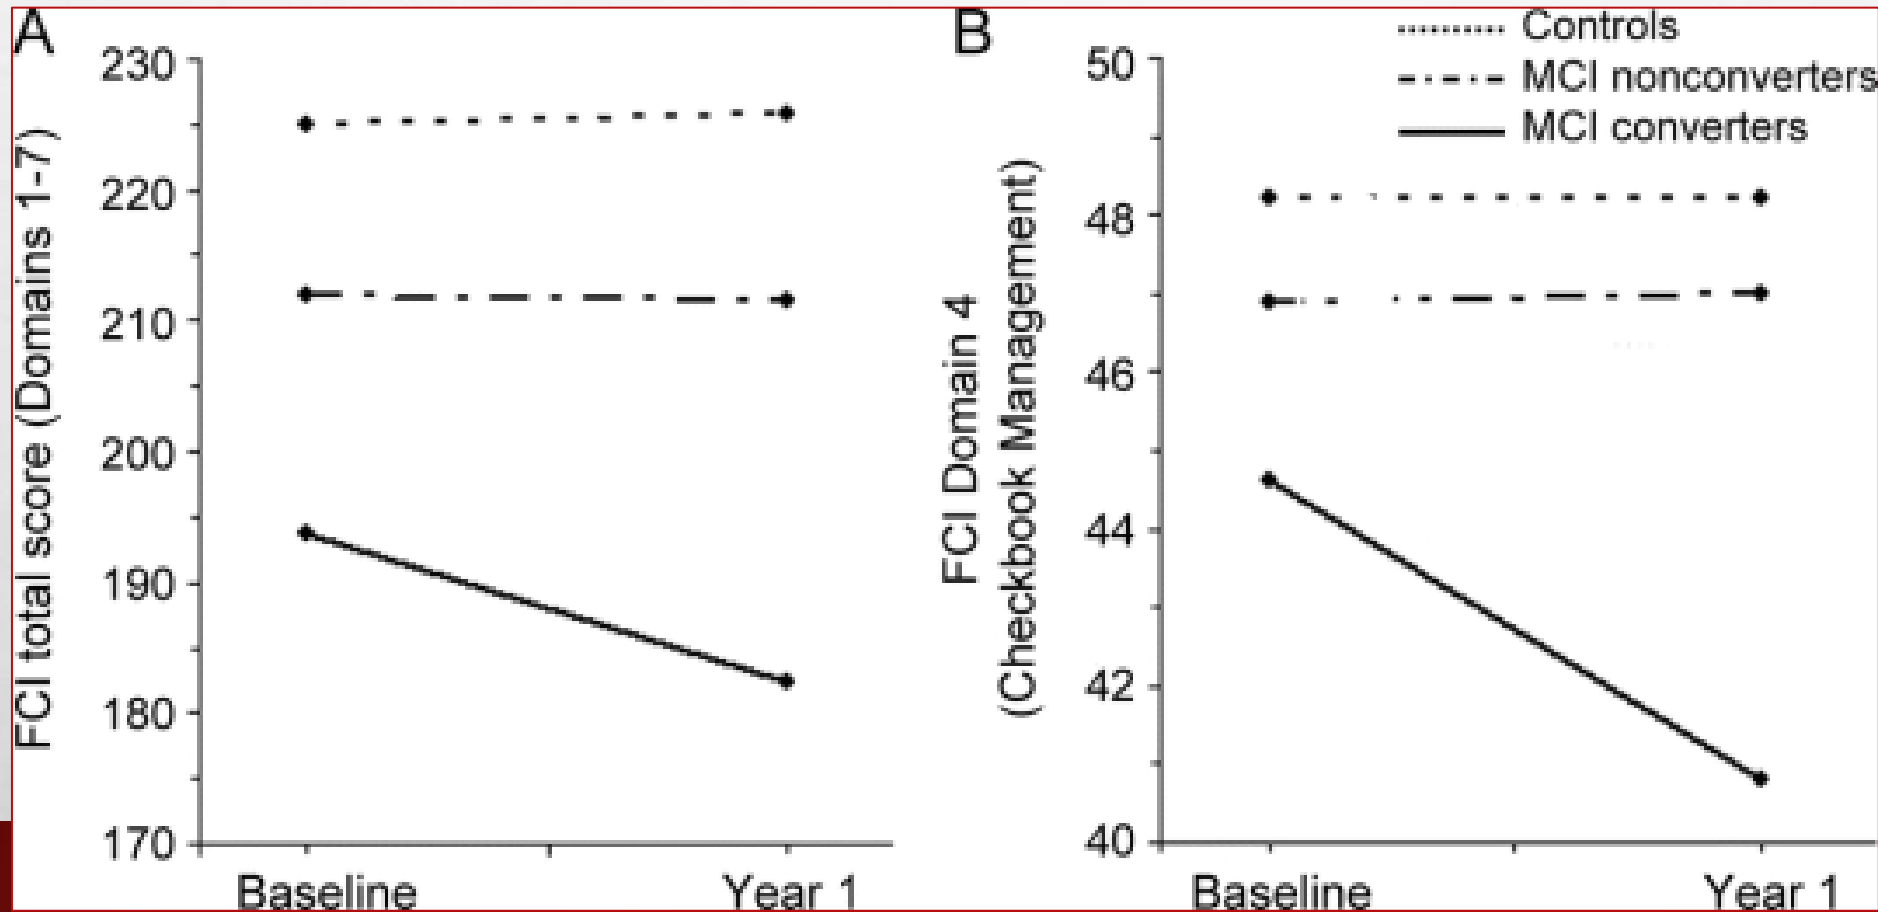 A
230
220
210
200
190
180
170
FCI total score (Domains 1-7)
Baseline
Year 1
B
Controls
MCI nonconverters
MCI converters
50
48
46
44
42
40
FCI Domain 4
(Checkbook Management)
Baseline
Year 1